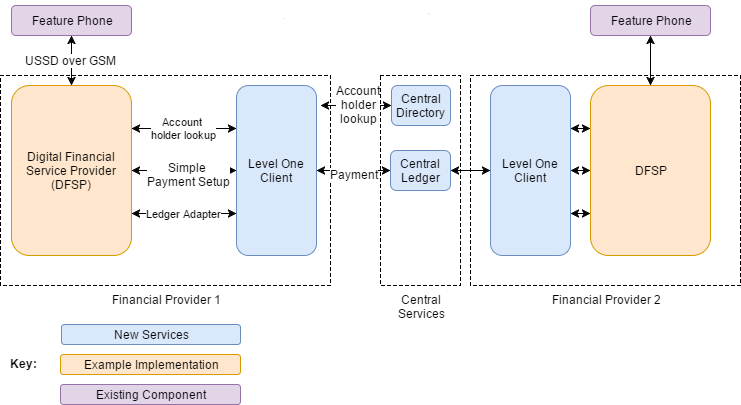 Feature Phone
Feature Phone
USSD over GSM
Digital Financial
Service Provider
(DFSP)
Account
holder lookup
Simple
Payment Setup
Ledger Adapter
Level One
Client
Account
holder
lookup
Payment
Central
Directory
Central
Ledger
Level One
Client
DFSP
Financial Provider 1
Central
Services
Financial Provider 2
Key:
New Services
Example Implementation
Existing Component